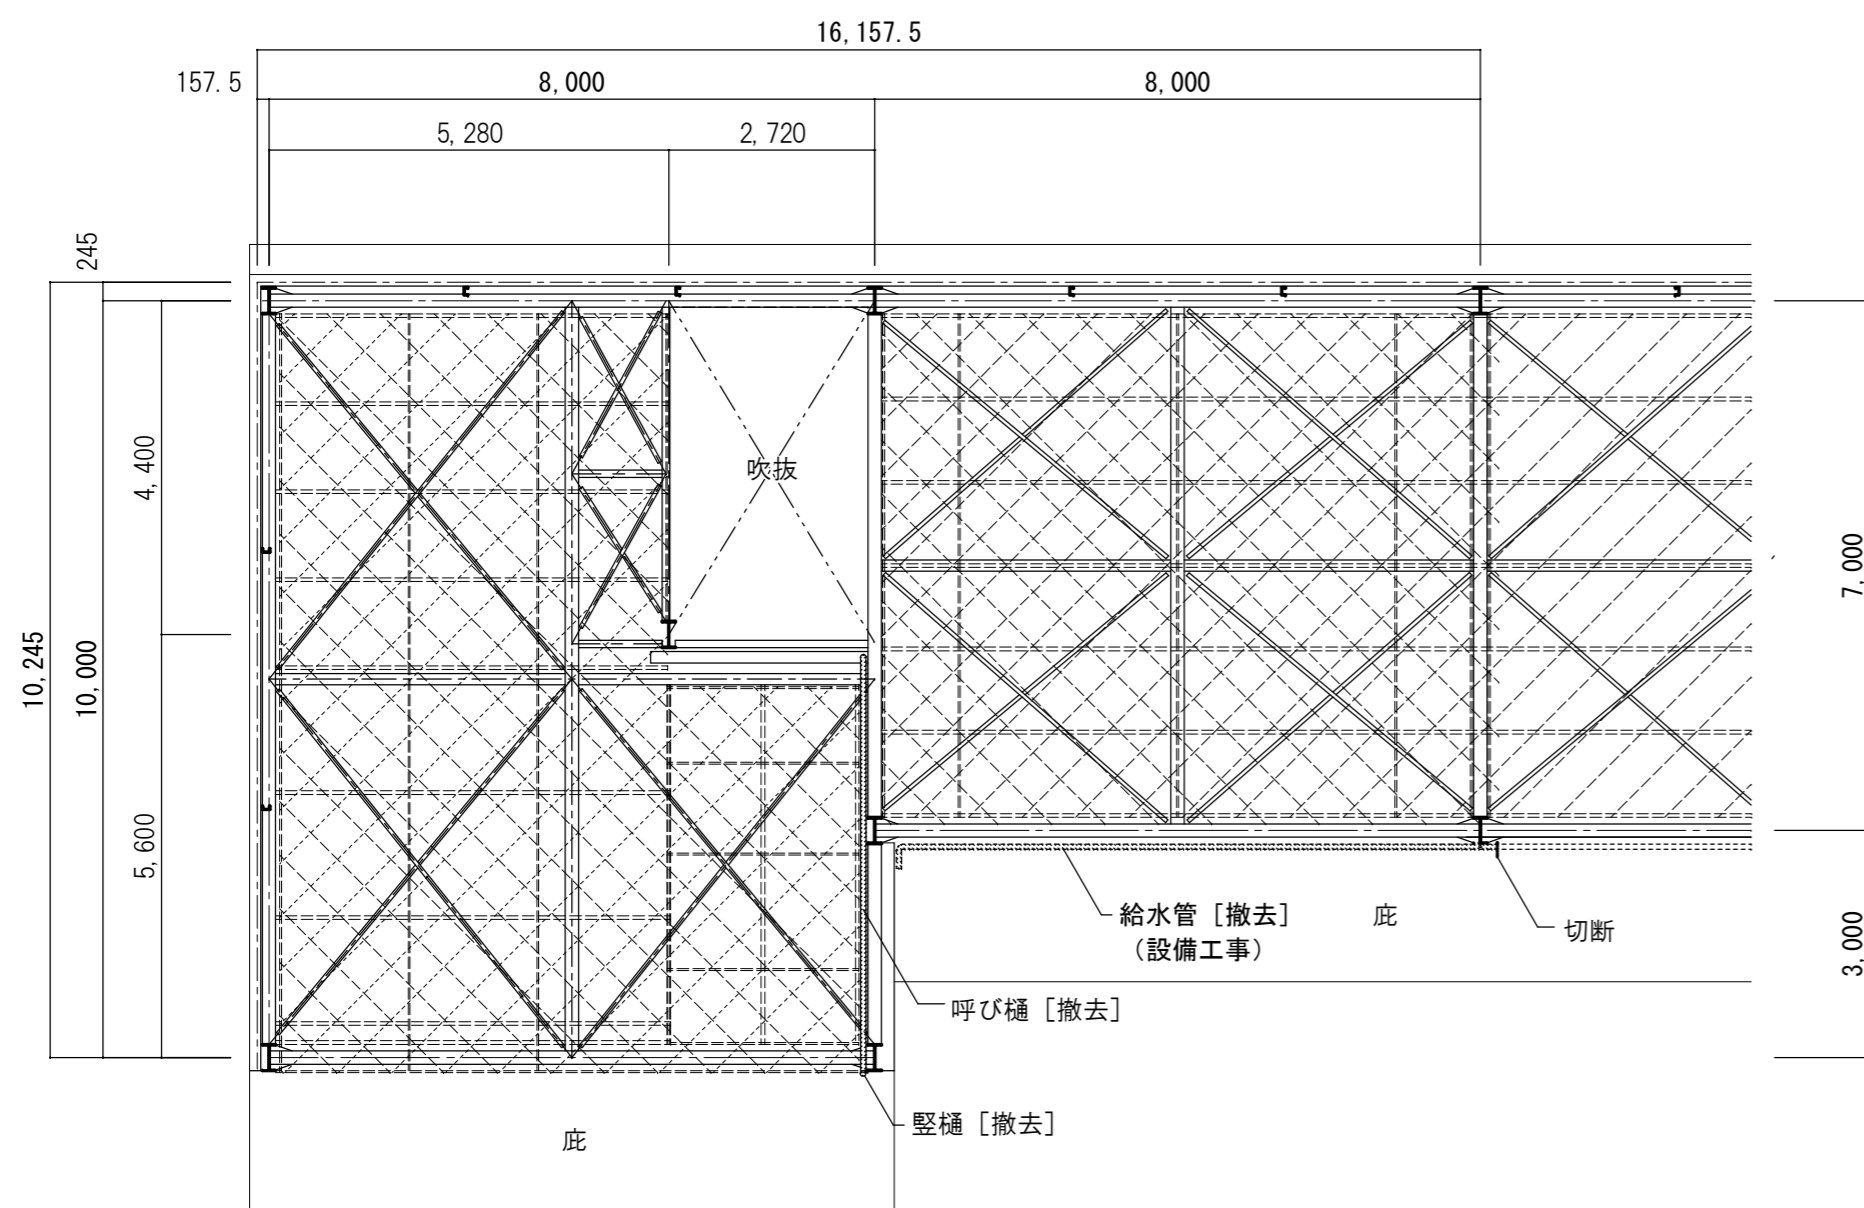 16,157.5
157.5
8,000
8,000
5,280
2,720
245
4,400
吹抜
7,000
10,245
10,000
5,600
給水管［撤去］
（設備工事）
庇
切断
3,000
呼び樋［撤去］
竪樋［撤去］
庇